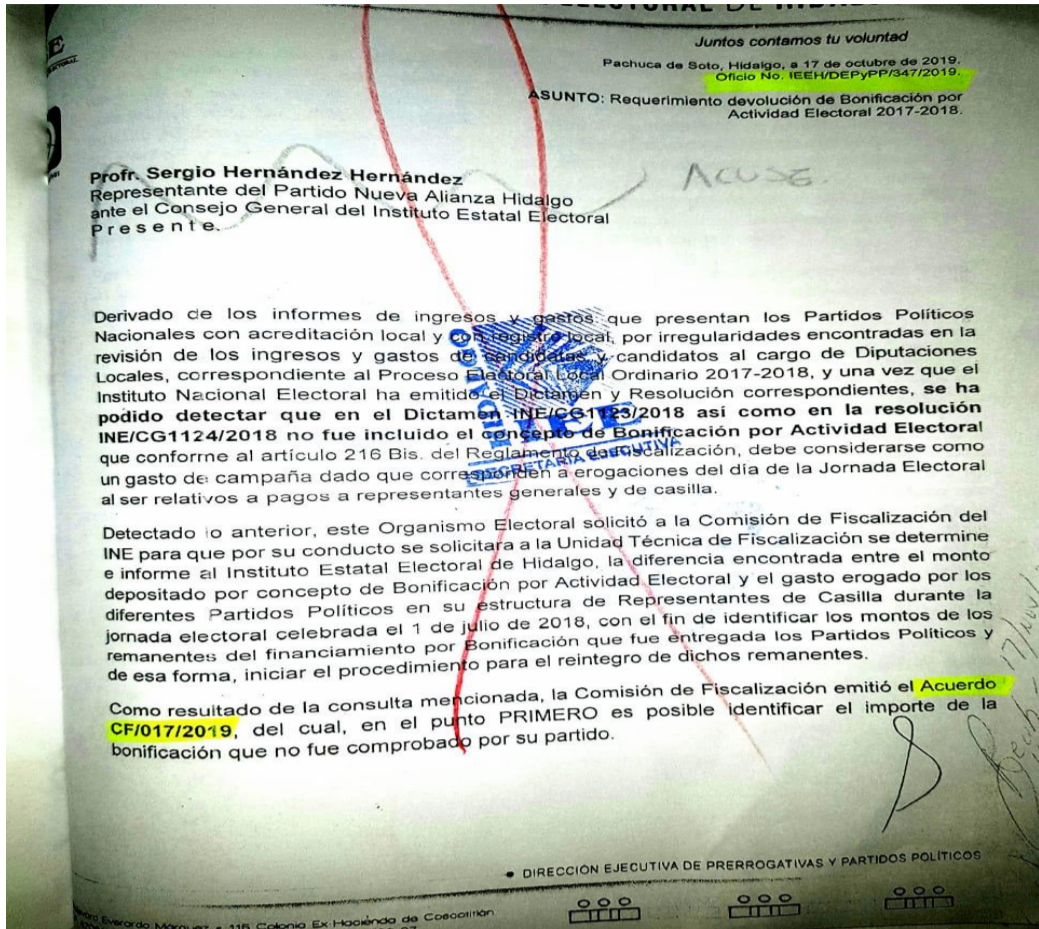 ELECTORAL DE HIDAL
Juntos contamos tu voluntad
Pachuca de Soto, Hidalgo, a 17 de octubre de 2019.
Oficio No. IEEH/DEPyPP/347/2019.
ASUNTO: Requerimiento devolución de Bonificación por
Actividad Electoral 2017-2018.
ACUSE
Profr. Sergio Hernández Hernández
Representante del Partido Nueva Alianza Hidalgo
ante el Consejo General del Instituto Estatal Electoral
P r e s e n t e.
Derivado de los informes de ingresos y gastos que presentan los Partidos Políticos
Nacionales con acreditación local y con registro local, por irregularidades encontradas en la
revisión de los ingresos y gastos de candidatas y candidatos al cargo de Diputaciones
Locales, correspondiente al Proceso Electoral Local Ordinario 2017-2018, y una vez que el
Instituto Nacional Electoral ha emitido el Dictamen y Resolución correspondientes, se ha
podido detectar que en el Dictamen INE/CG1123/2018 así como en la resolución
INE/CG1124/2018 no fue incluido el concepto de Bonificación por Actividad Electoral
que conforme al artículo 216 Bis. del Reglamento de Fiscalización, debe considerarse como
un gasto de campaña dado que corresponden a erogaciones del día de la Jornada Electoral
al ser relativos a pagos a representantes generales y de casilla.
HIDALGO
IEE
SECRETARÍA EJECUTIVA
Detectado lo anterior, este Organismo Electoral solicitó a la Comisión de Fiscalización del
INE para que por su conducto se solicitara a la Unidad Técnica de Fiscalización se determine
e informe al Instituto Estatal Electoral de Hidalgo, la diferencia encontrada entre el monto
depositado por concepto de Bonificación por Actividad Electoral y el gasto erogado por los
diferentes Partidos Políticos en su estructura de Representantes de Casilla durante la
jornada electoral celebrada el 1 de julio de 2018, con el fin de identificar los montos de los
remanentes del financiamiento por Bonificación que fue entregada los Partidos Políticos y
de esa forma, iniciar el procedimiento para el reintegro de dichos remanentes.
Como resultado de la consulta mencionada, la Comisión de Fiscalización emitió el Acuerdo
CF/017/2019, del cual, en el punto PRIMERO es posible identificar el importe de la
bonificación que no fue comprobado por su partido.
DIRECCIÓN EJECUTIVA DE PRERROGATIVAS Y PARTIDOS POLÍTICOS
Everardo Márquez 115 Colonia Ex-Hacienda de Coscotitlán